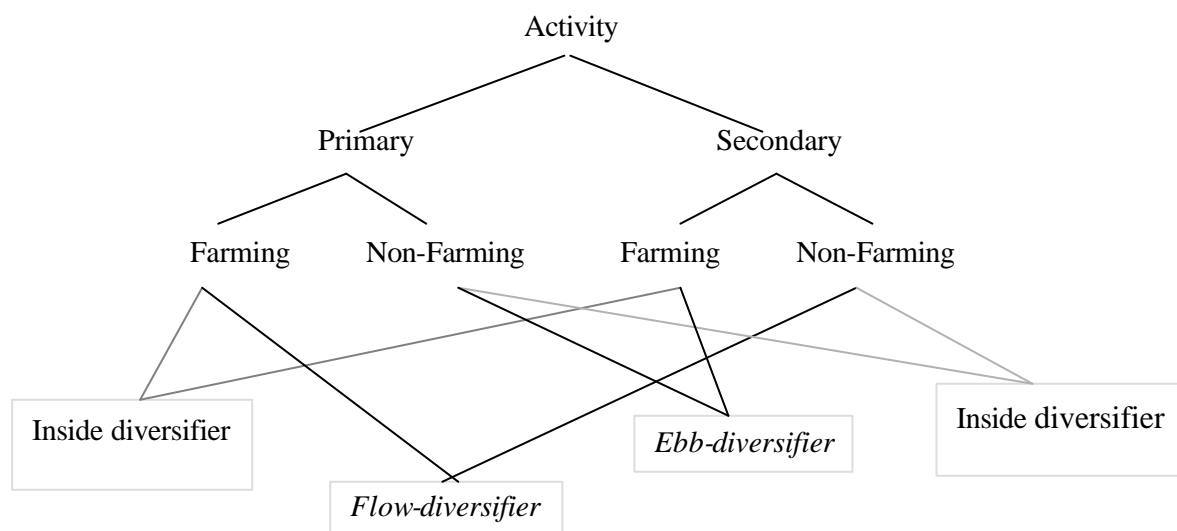 Activity
Primary
Secondary
Farming
Non-Farming
Farming
Non-Farming
Inside diversifier
Ebb-diversifier
Inside diversifier
Flow-diversifier